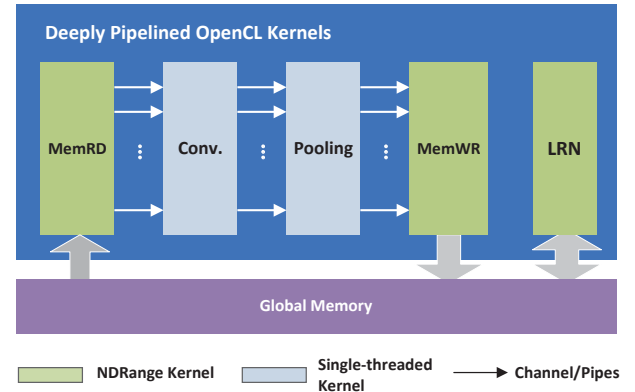 Deeply Pipelined OpenCL Kernels
MemRD
Conv.
Pooling
MemWR
LRN
Global Memory
NDRange Kernel
Single-threaded
Kernel
Channel/Pipes